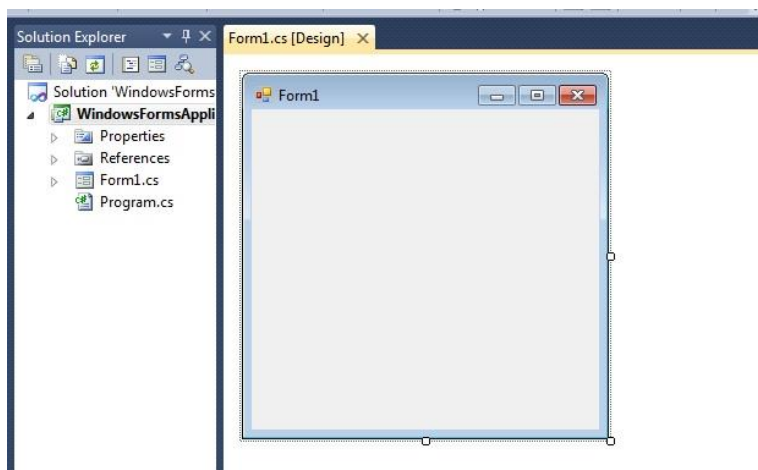 Solution Explorer
Form1.cs [Design]
Solution 'WindowsForms
WindowsFormsAppli
Properties
References
Form1.cs
Program.cs
Form1